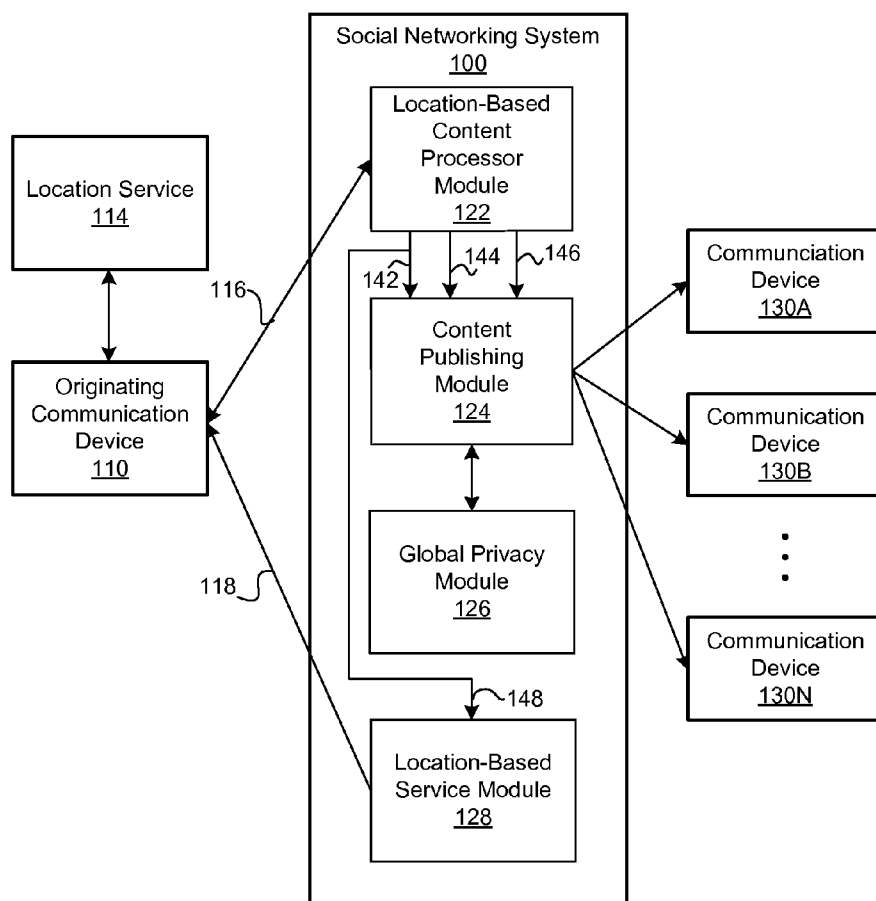 Social Networking System
100
Location-Based
Content
Processor
Module
122
Location Service
114
142
144
146
116
Communciation
Device
130A
Content
Publishing
Module
124
Originating
Communication
Device
110
Communication
Device
130B
Global Privacy
Module
126
118
Communication
Device
130N
148
Location-Based
Service Module
128